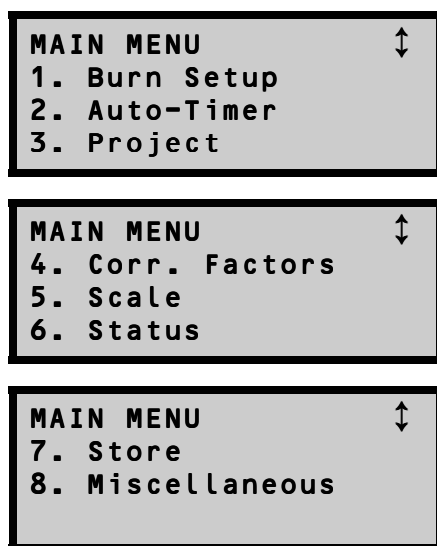 MAIN MENU ↕
1. Burn Setup
2. Auto-Timer
3. Project
MAIN MENU ↕
4. Corr. Factors
5. Scale
6. Status
MAIN MENU ↕
7. Store
8. Miscellaneous